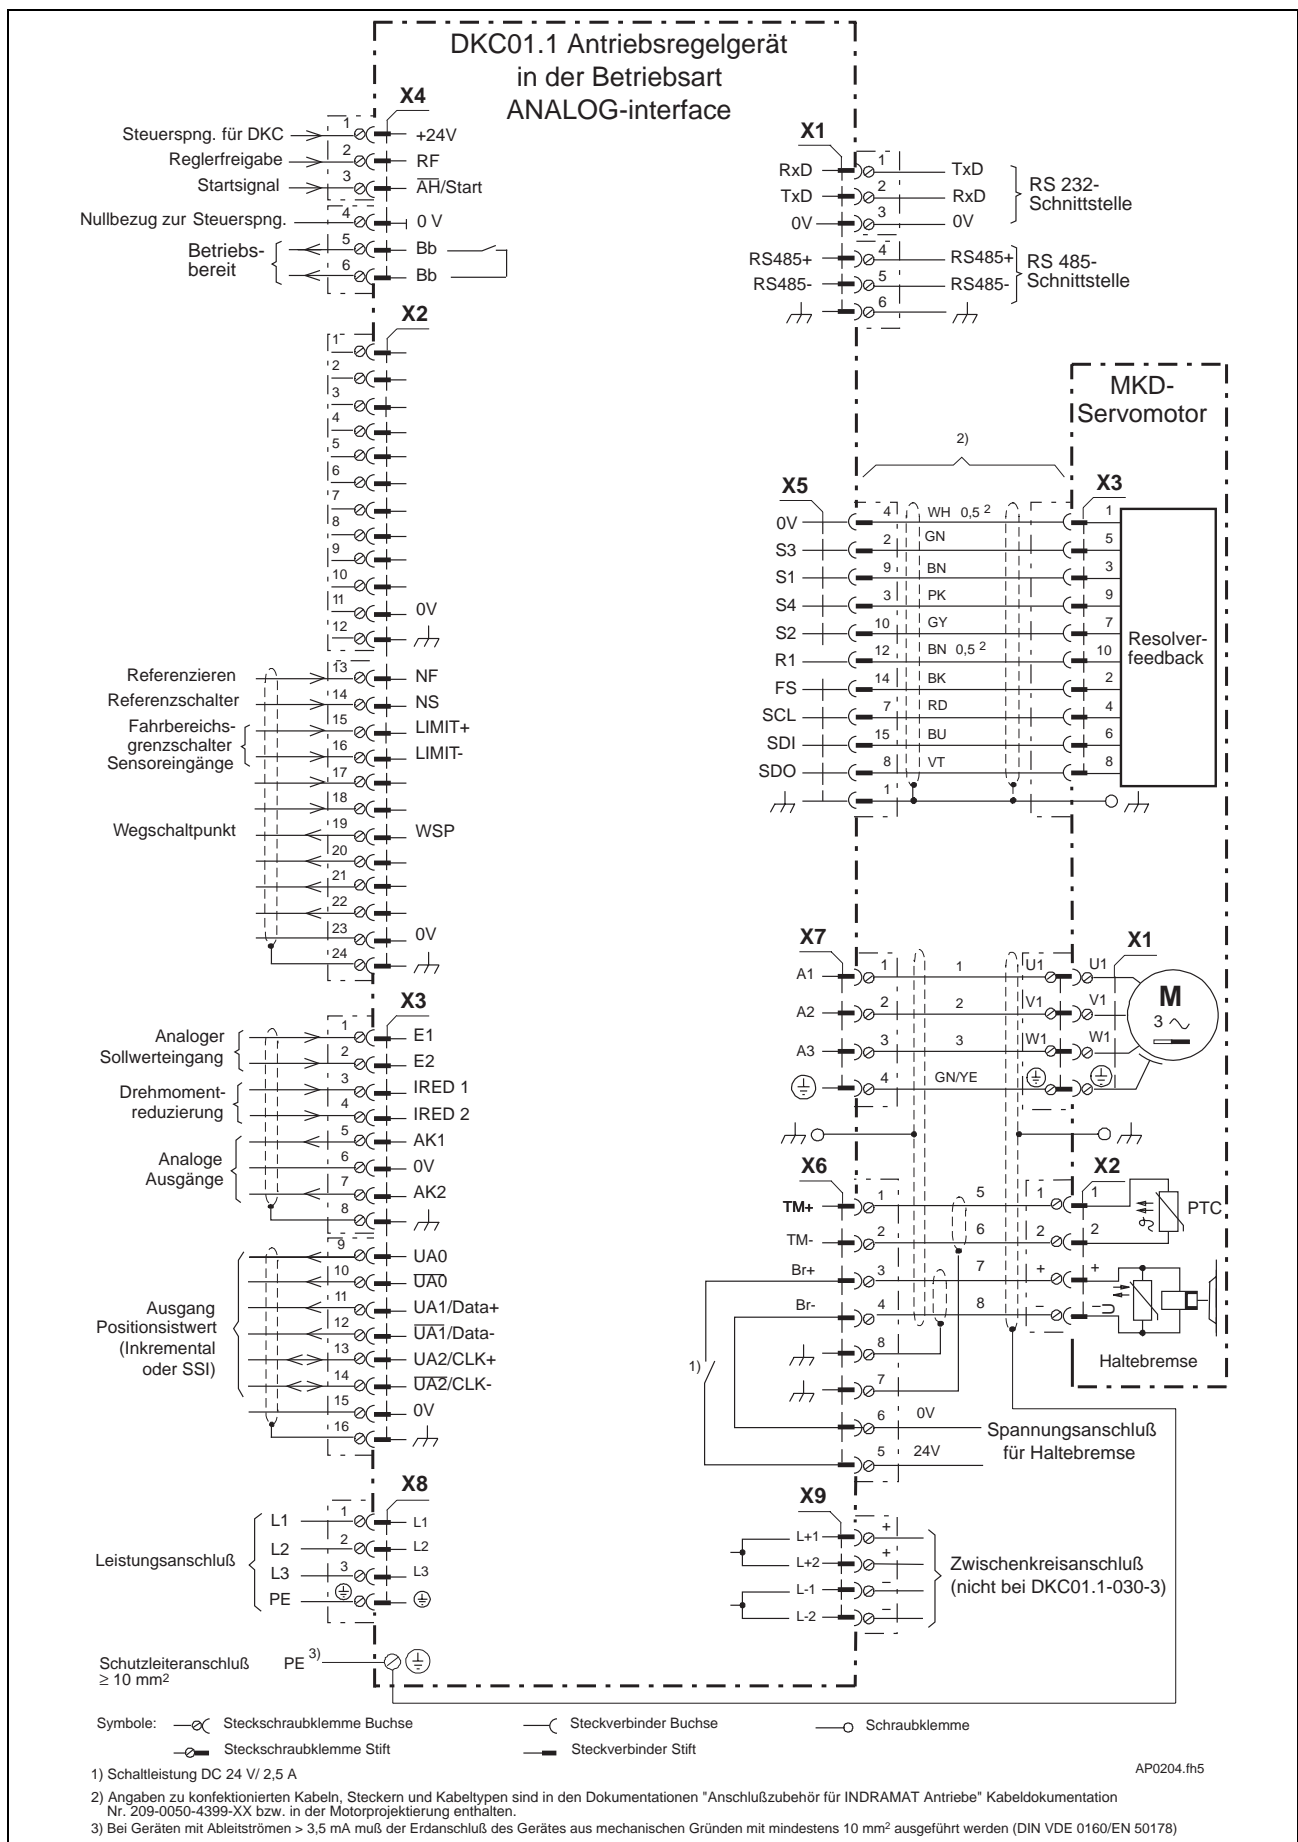 DKC01.1 Antriebsregelgerät
in der Betriebsart
ANALOG-interface
X4
Steuerspng. für DKC 1 +24V
Reglerfreigabe 2 RF
Startsignal 3 A̅H̅/Start
Nullbezug zur Steuerspng. 4 0 V
Betriebs-
bereit
5 Bb
6 Bb
X1
RxD 1 TxD
TxD 2 RxD
0V 3 0V
RS 232-
Schnittstelle
RS485+ 4 RS485+
RS485- 5 RS485-
6
RS 485-
Schnittstelle
X2
1
2
3
4
5
6
7
8
9
10
11 0V
12
Referenzieren 13 NF
Referenzschalter 14 NS
Fahrbereichs-
grenzschalter
Sensoreingänge
15 LIMIT+
16 LIMIT-
17
18
Wegschaltpunkt 19 WSP
20
21
22
23 0V
24
MKD-
Servomotor
2)
X5 X3
0V 4 WH 0,5 ² 1
S3 2 GN 5
S1 9 BN 3
S4 3 PK 9
S2 10 GY 7
R1 12 BN 0,5 ² 10
FS 14 BK 2
SCL 7 RD 4
SDI 15 BU 6
SDO 8 VT 8
1
Resolver-
feedback
X7 X1
A1 1 1 U1 U1
A2 2 2 V1 V1
A3 3 3 W1 W1
4 GN/YE
M
3
X3
Analoger
Sollwerteingang
1 E1
2 E2
Drehmoment-
reduzierung
3 IRED 1
4 IRED 2
Analoge
Ausgänge
5 AK1
6 0V
7 AK2
8
Ausgang
Positionsistwert
(Inkremental
oder SSI)
9 UA0
10 U̅A̅0̅
11 UA1/Data+
12 U̅A̅1̅/Data-
13 UA2/CLK+
14 U̅A̅2̅/CLK-
15 0V
16
X6 X2
TM+ 1 5 1 1
TM- 2 6 2 2
PTC
ϑ
Br+ 3 7 + +
Br- 4 8 – –
U
Haltebremse
8
7
1)
6 0V
5 24V
Spannungsanschluß
für Haltebremse
X8
Leistungsanschluß
L1 1 L1
L2 2 L2
L3 3 L3
PE
X9
L+1 +
L+2 +
L-1 –
L-2 –
Zwischenkreisanschluß
(nicht bei DKC01.1-030-3)
Schutzleiteranschluß PE 3)
≥ 10 mm²
Symbole: Steckschraubklemme Buchse Steckverbinder Buchse Schraubklemme
Steckschraubklemme Stift Steckverbinder Stift
AP0204.fh5
1) Schaltleistung DC 24 V/ 2,5 A
2) Angaben zu konfektionierten Kabeln, Steckern und Kabeltypen sind in den Dokumentationen "Anschlußzubehör für INDRAMAT Antriebe" Kabeldokumentation
Nr. 209-0050-4399-XX bzw. in der Motorprojektierung enthalten.
3) Bei Geräten mit Ableitströmen > 3,5 mA muß der Erdanschluß des Gerätes aus mechanischen Gründen mit mindestens 10 mm² ausgeführt werden (DIN VDE 0160/EN 50178)